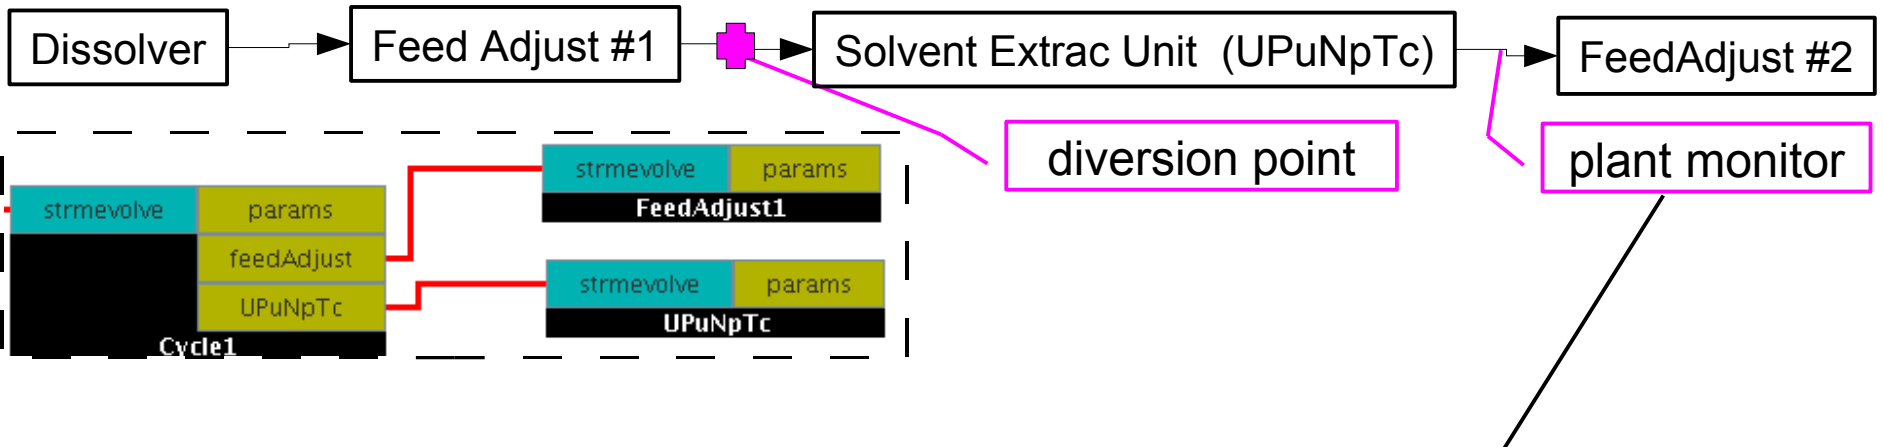 Dissolver
Feed Adjust #1
Solvent Extrac Unit (UPuNpTc)
FeedAdjust #2
diversion point
plant monitor
strmevolve params
FeedAdjust1
strmevolve params
feedAdjust
UPuNpTc
Cycle1
strmevolve params
UPuNpTc